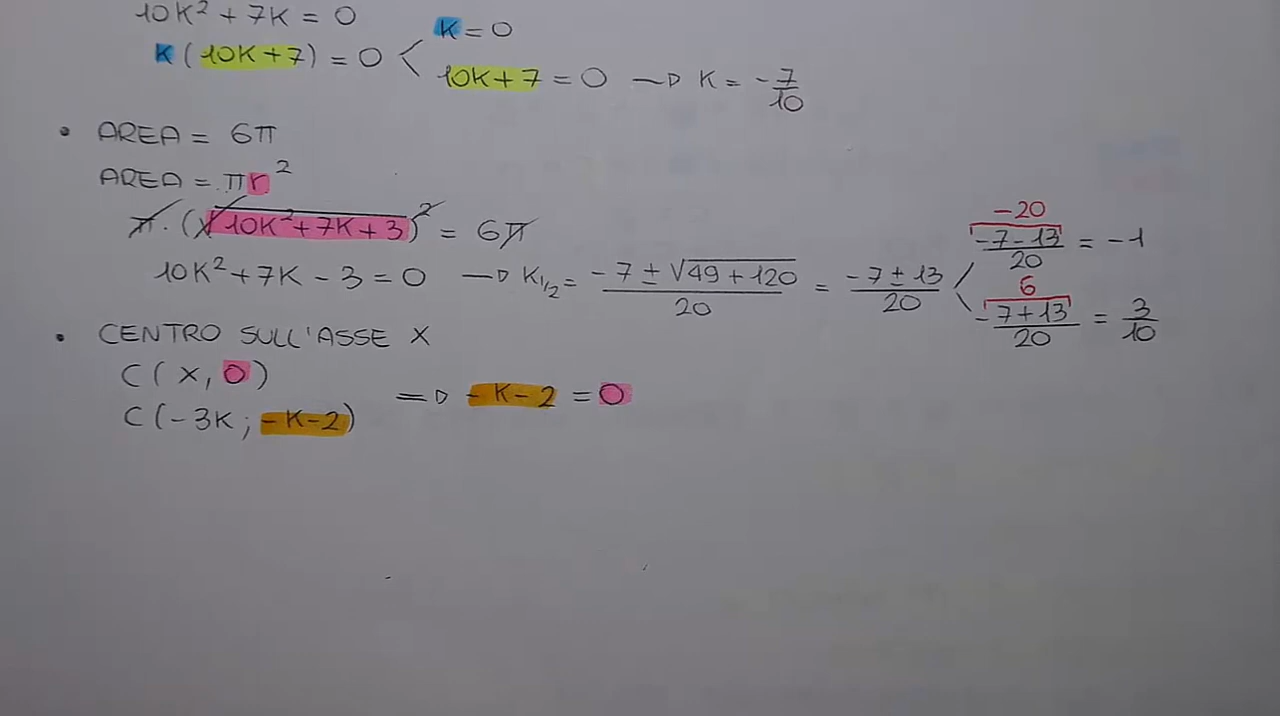 10K² + 7K = 0
K = 0
K (10K + 7) = 0 <
10K + 7 = 0 → K = -7/10
• AREA = 6π
AREA = πr²
π · (√10K² + 7K + 3)² = 6π
10K² + 7K - 3 = 0 → K₁/₂ = (-7 ± √49 + 120)/20 = (-7 ± 13)/20 <
-20
(-7 - 13)/20 = -1
6
(-7 + 13)/20 = 3/10
• CENTRO SULL'ASSE X
C ( X, 0 )
C (-3K ; -K-2) ⇒ -K-2 = 0